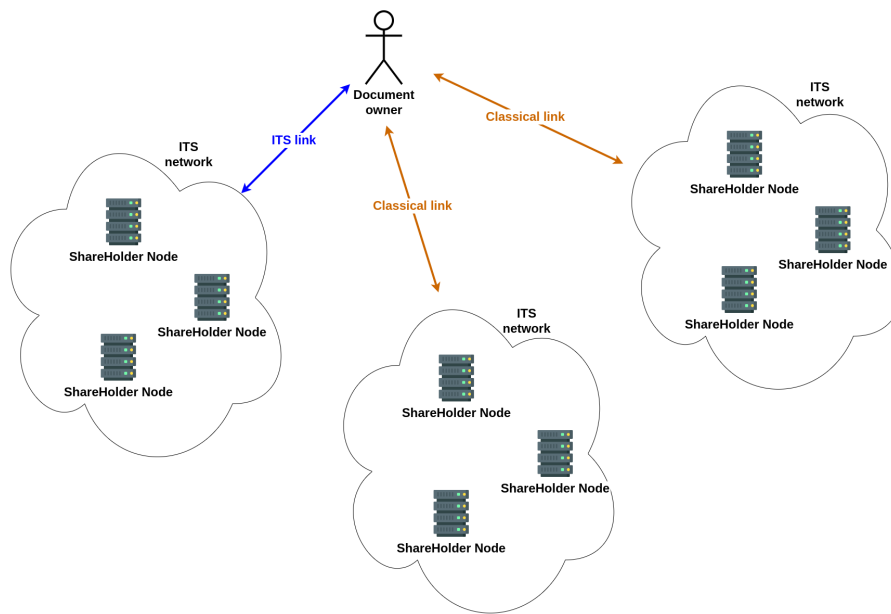 Document
owner
ITS link
Classical link
Classical link
ITS
network
ShareHolder Node
ShareHolder Node
ShareHolder Node
ITS
network
ShareHolder Node
ShareHolder Node
ShareHolder Node
ITS
network
ShareHolder Node
ShareHolder Node
ShareHolder Node